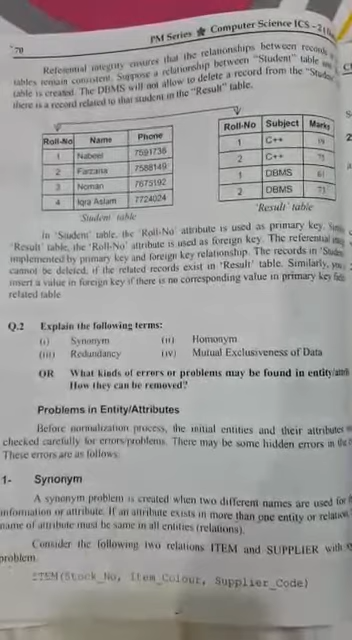 70
PM Series ★ Computer Science ICS - 2
Referential integrity ensures that the relationships between records
tables remain consistent. Suppose a relationship between "Student" table
table is created. The DBMS will not allow to delete a record from the "Student
there is a record related to that student in the "Result" table.
Roll-No Name Phone
1 Nabeel 7591736
2 Farzana 7588149
3 Noman 7675192
4 Iqra Aslam 7724024
Student table
Roll-No Subject Marks
1 C++
2 C++ 75
1 DBMS
2 DBMS 73
'Result' table
In 'Student' table, the 'Roll-No' attribute is used as primary key.
'Result' table, the 'Roll-No' attribute is used as foreign key. The referential
implemented by primary key and foreign key relationship. The records in
cannot be deleted, if the related records exist in 'Result' table. Similarly, you
insert a value in foreign key if there is no corresponding value in primary key
related table
Q.2 Explain the following terms:
(i) Synonym (ii) Homonym
(iii) Redundancy (iv) Mutual Exclusiveness of Data
OR What kinds of errors or problems may be found in
How they can be removed?
Problems in Entity/Attributes
Before normalization process, the initial entities and their attributes
checked carefully for errors/problems. There may be some hidden errors in the
These errors are as follows:
1- Synonym
A synonym problem is created when two different names are used for
information or attribute. If an attribute exists in more than one entity or relation
name of attribute must be same in all entities (relations).
Consider the following two relations ITEM and SUPPLIER with
problem
ITEM(Stock_No, Item_Colour, Supplier_Code)